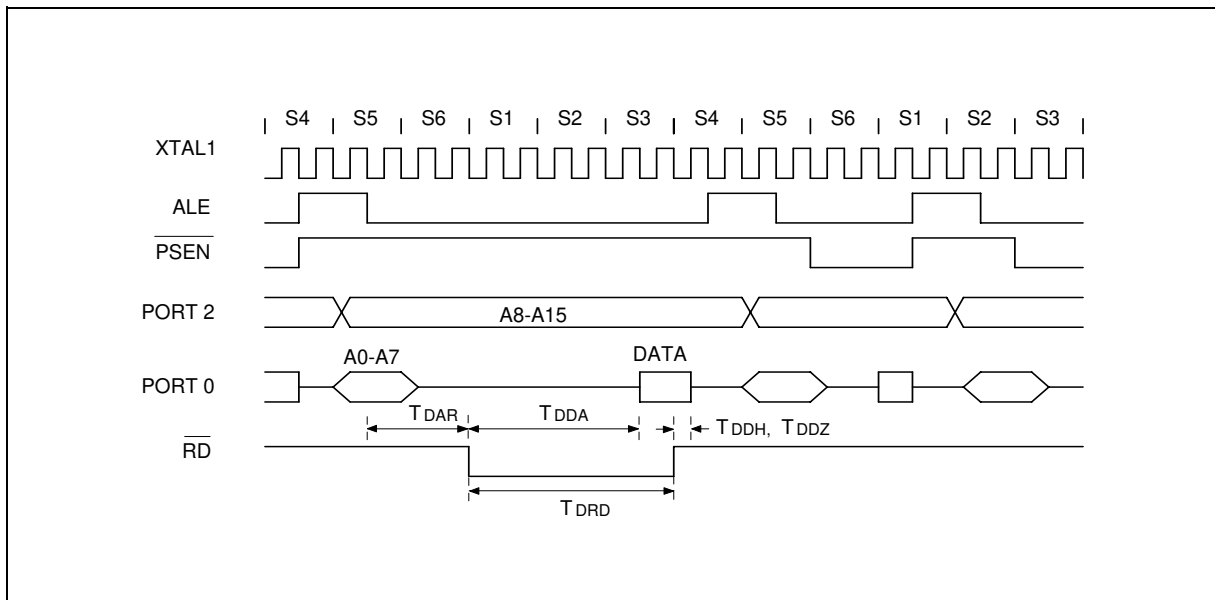 S4 S5 S6 S1 S2 S3 S4 S5 S6 S1 S2 S3
XTAL1
ALE
PSEN
PORT 2
A8-A15
A0-A7 DATA
PORT 0
TDAR TDDA TDDH, TDDZ
RD
TDRD